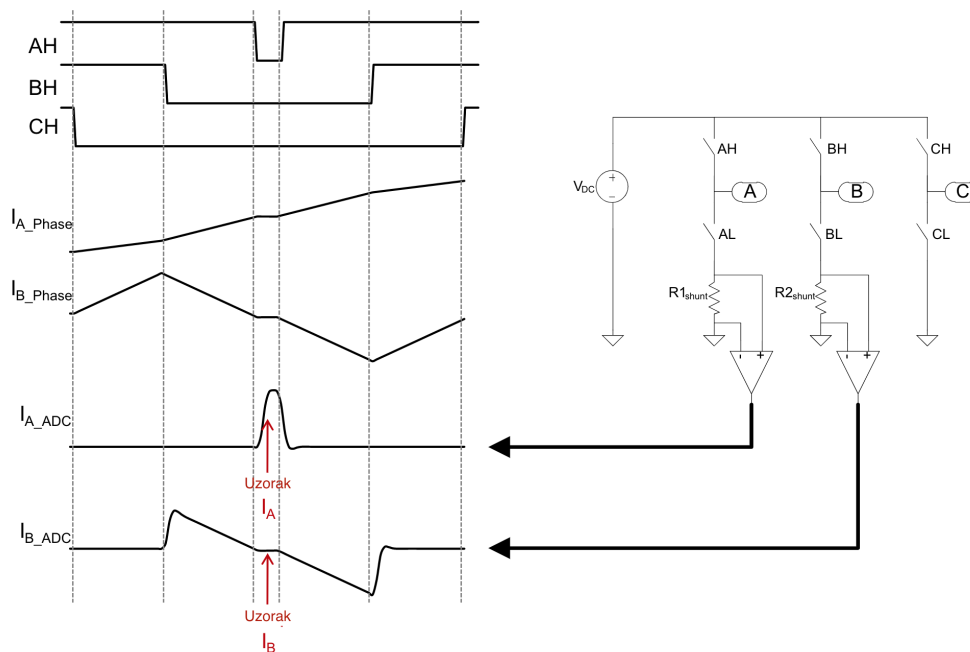 AH
BH
CH
I_A_Phase
I_B_Phase
I_A_ADC
Uzorak
I_A
I_B_ADC
Uzorak
I_B
AH
BH
CH
V_DC
+
−
A
B
C
AL
BL
CL
R1_shunt
R2_shunt
- +
- +